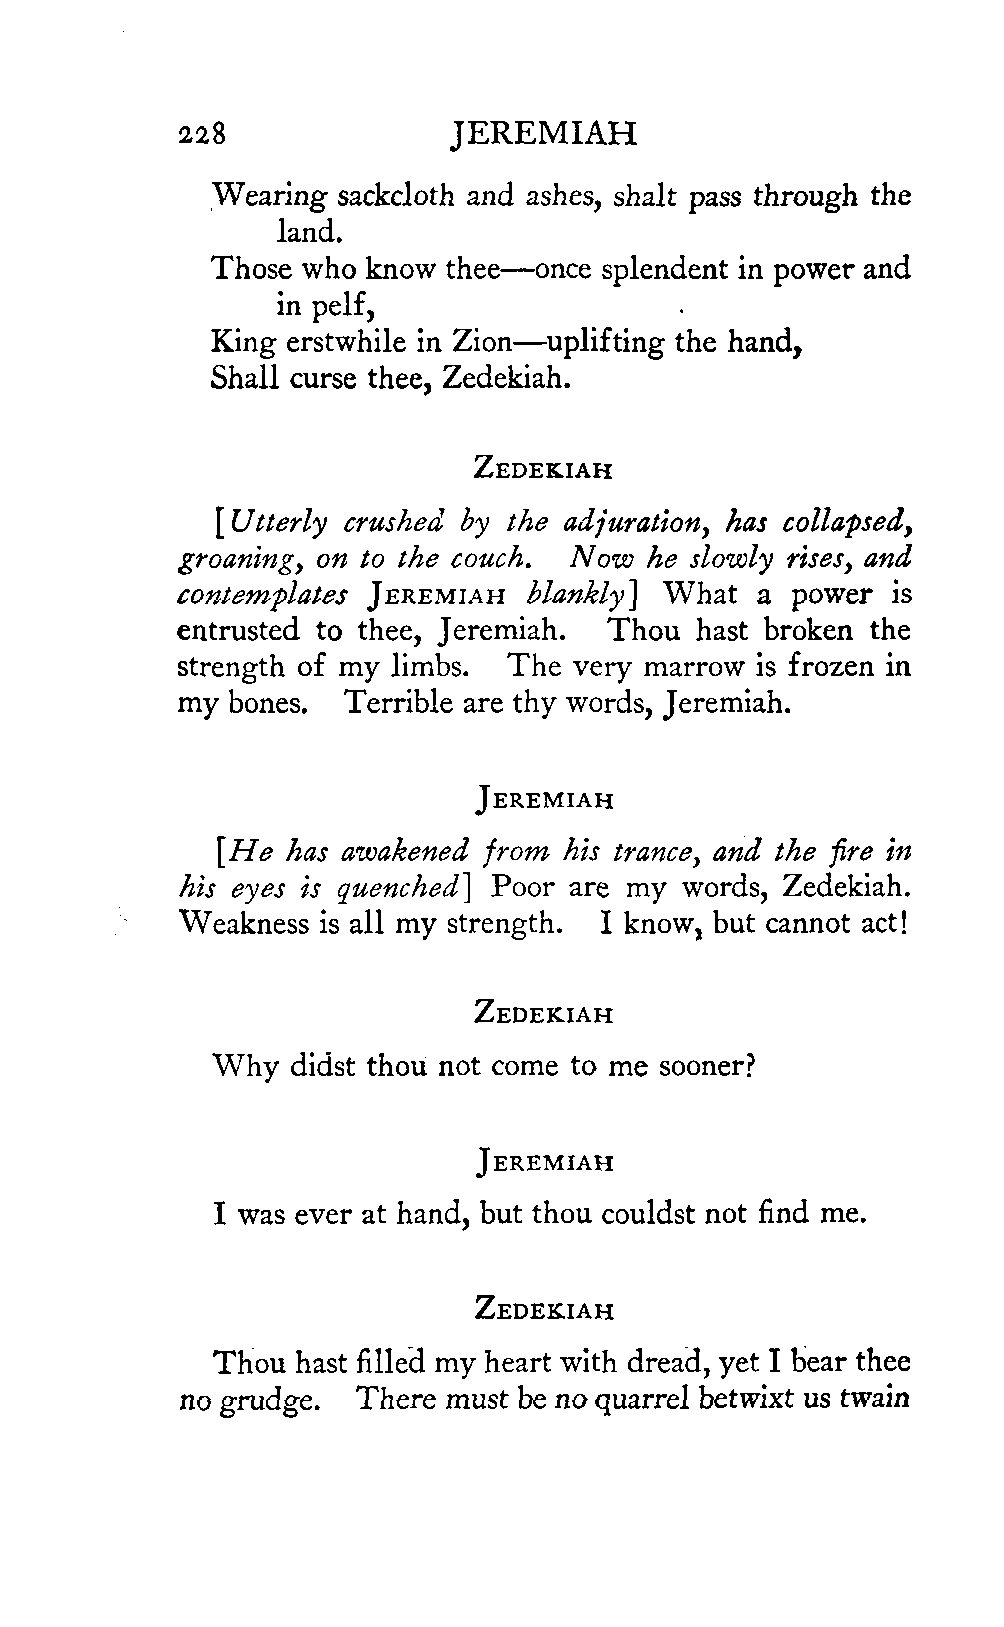 228 JEREMIAH
Wearing sackcloth and ashes, shalt pass through the
land.
Those who know thee—once splendent in power and
in pelf,
King erstwhile in Zion—uplifting the hand,
Shall curse thee, Zedekiah.
ZEDEKIAH
[Utterly crushed by the adjuration, has collapsed,
groaning, on to the couch. Now he slowly rises, and
contemplates JEREMIAH blankly] What a power is
entrusted to thee, Jeremiah. Thou hast broken the
strength of my limbs. The very marrow is frozen in
my bones. Terrible are thy words, Jeremiah.
JEREMIAH
[He has awakened from his trance, and the fire in
his eyes is quenched] Poor are my words, Zedekiah.
Weakness is all my strength. I know, but cannot act!
ZEDEKIAH
Why didst thou not come to me sooner?
JEREMIAH
I was ever at hand, but thou couldst not find me.
ZEDEKIAH
Thou hast filled my heart with dread, yet I bear thee
no grudge. There must be no quarrel betwixt us twain